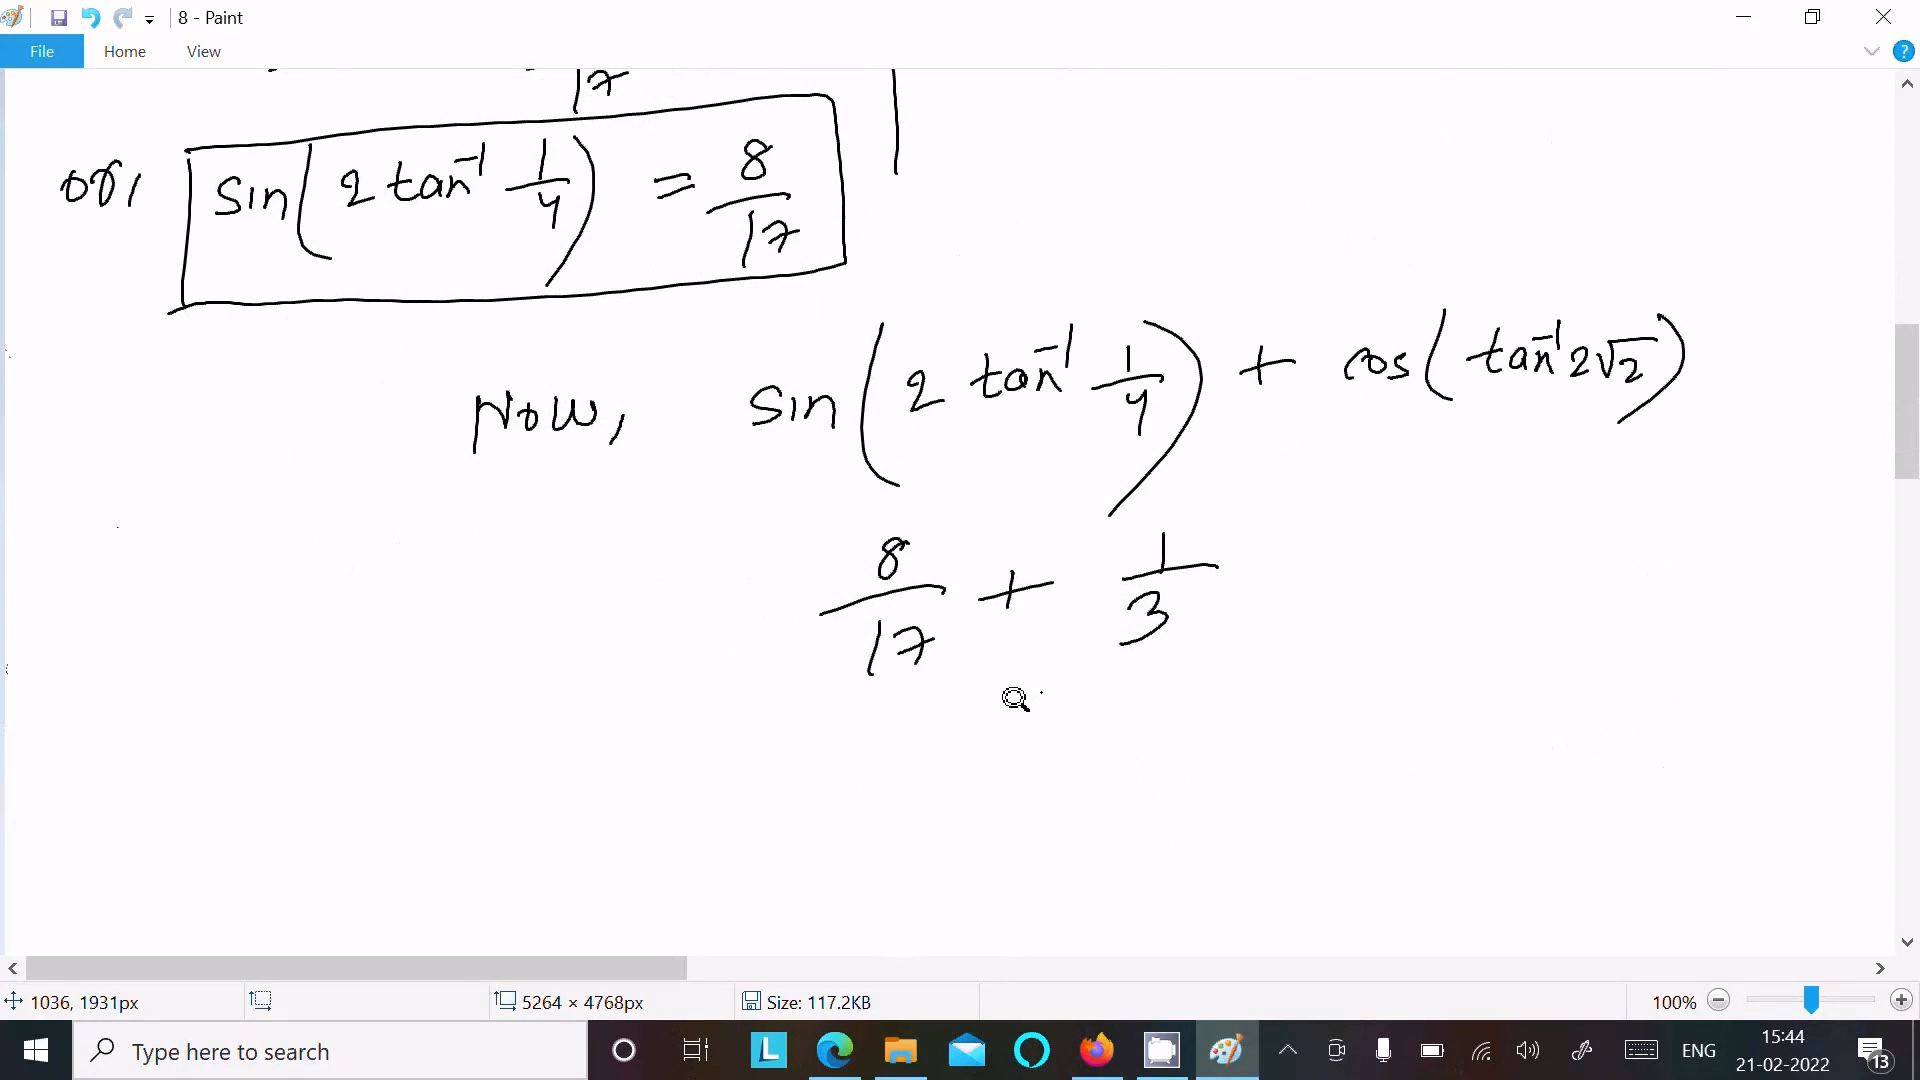 8 - Paint
File Home View
17
or, sin(2 tan⁻¹ 1/4) = 8/17
Now, sin(2 tan⁻¹ 1/4) + cos(tan⁻¹ 2√2)
8/17 + 1/3
1036, 1931px 5264 × 4768px Size: 117.2KB 100%
Type here to search L ENG 15:44
21-02-2022 13